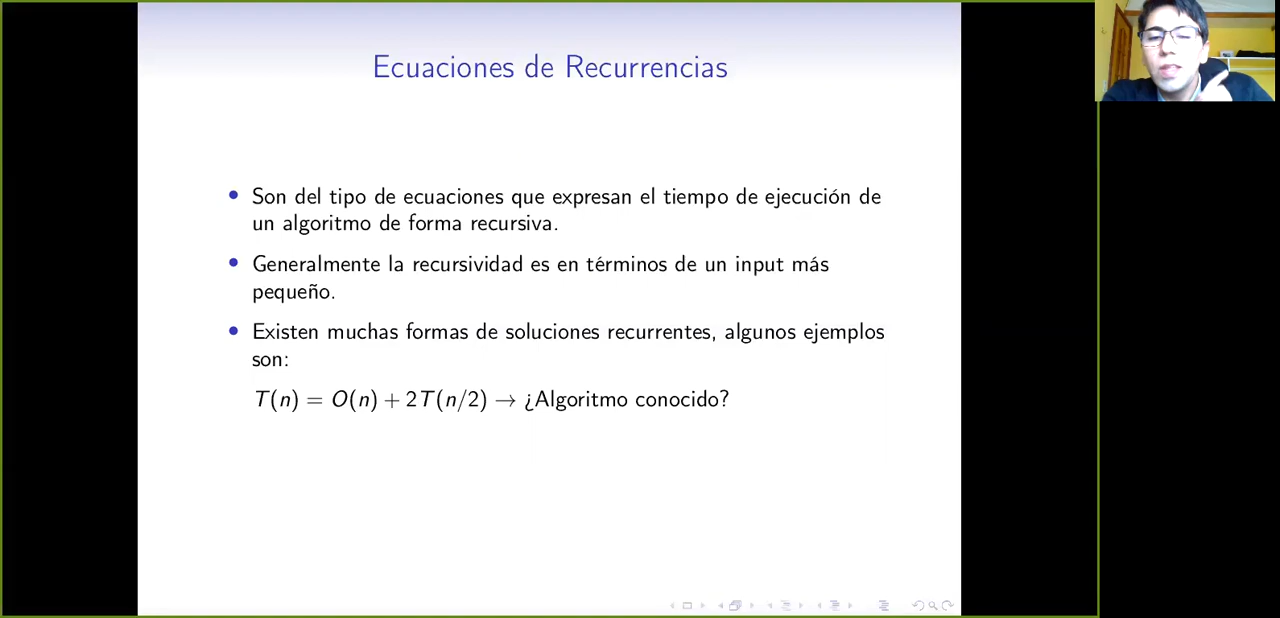 Ecuaciones de Recurrencias
Son del tipo de ecuaciones que expresan el tiempo de ejecución de
un algoritmo de forma recursiva.
Generalmente la recursividad es en términos de un input más
pequeño.
Existen muchas formas de soluciones recurrentes, algunos ejemplos
son:
T(n) = O(n) + 2T(n/2) → ¿Algoritmo conocido?